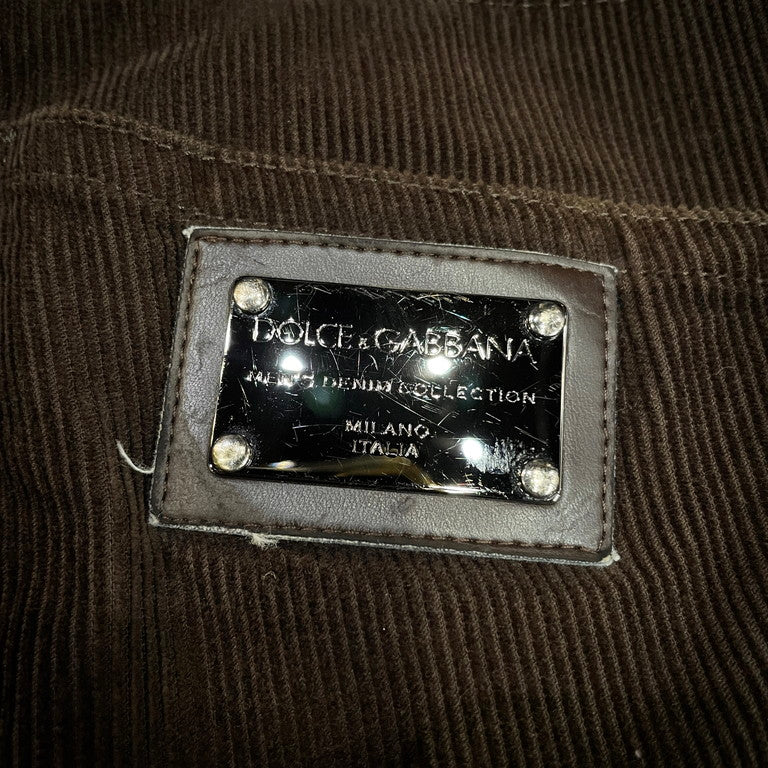 DOLCE & GABBANA
MEN'S DENIM COLLECTION
MILANO
ITALIA